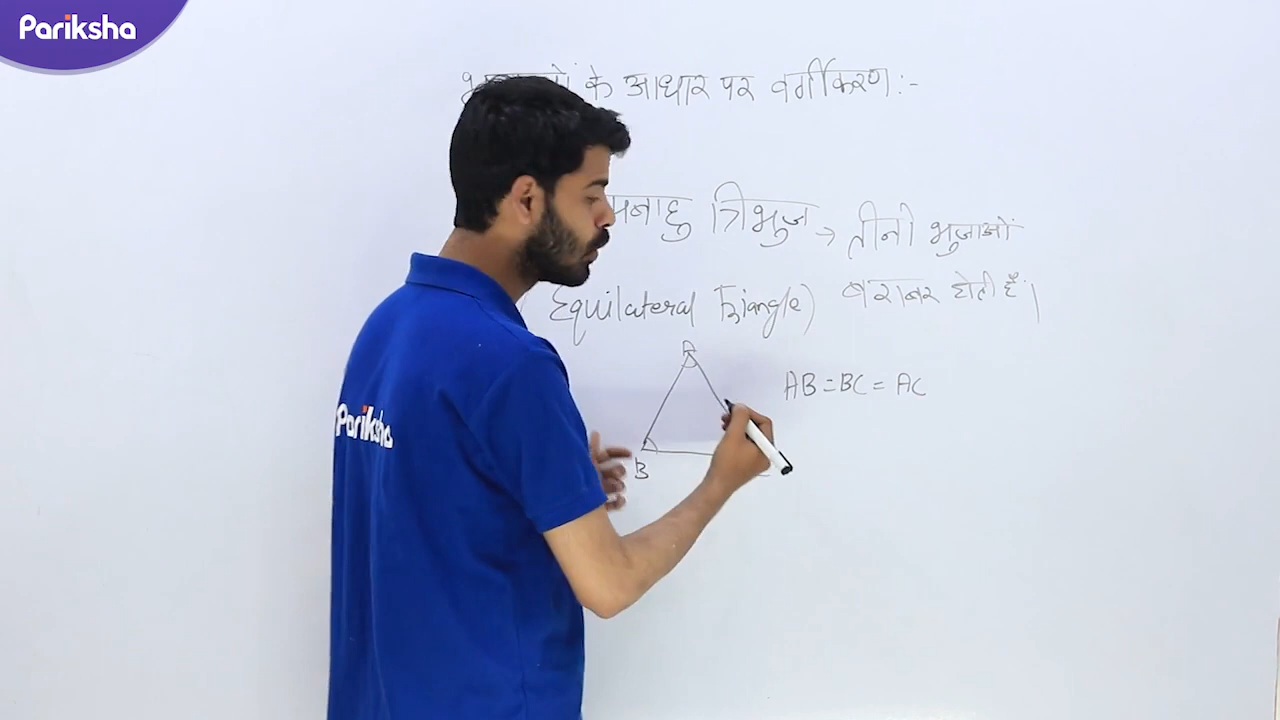 Pariksha
के आधार पर वर्गीकरण:-
त्रिभुज → तीनो भुजाओं
(Equilateral Triangle) बराबर होती हैं।
A
AB = BC = AC
Pariksha
B
C